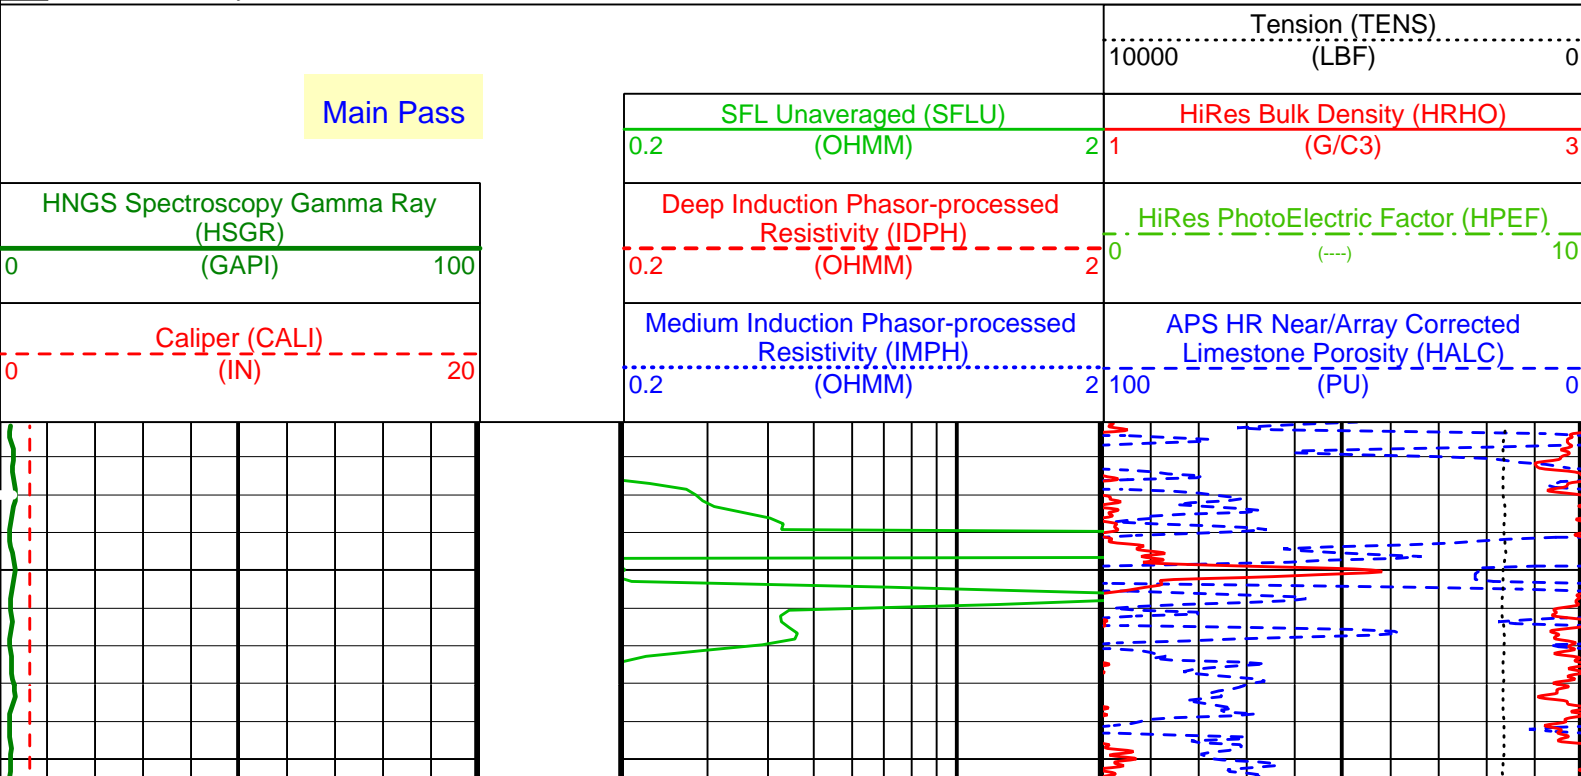 Tension (TENS)
10000 (LBF) 0
Main Pass
SFL Unaveraged (SFLU)
0.2 (OHMM) 2
HiRes Bulk Density (HRHO)
1 (G/C3) 3
HNGS Spectroscopy Gamma Ray
(HSGR)
0 (GAPI) 100
Deep Induction Phasor-processed
Resistivity (IDPH)
0.2 (OHMM) 2
HiRes PhotoElectric Factor (HPEF)
0 (----) 10
Caliper (CALI)
0 (IN) 20
Medium Induction Phasor-processed
Resistivity (IMPH)
0.2 (OHMM) 2
APS HR Near/Array Corrected
Limestone Porosity (HALC)
100 (PU) 0